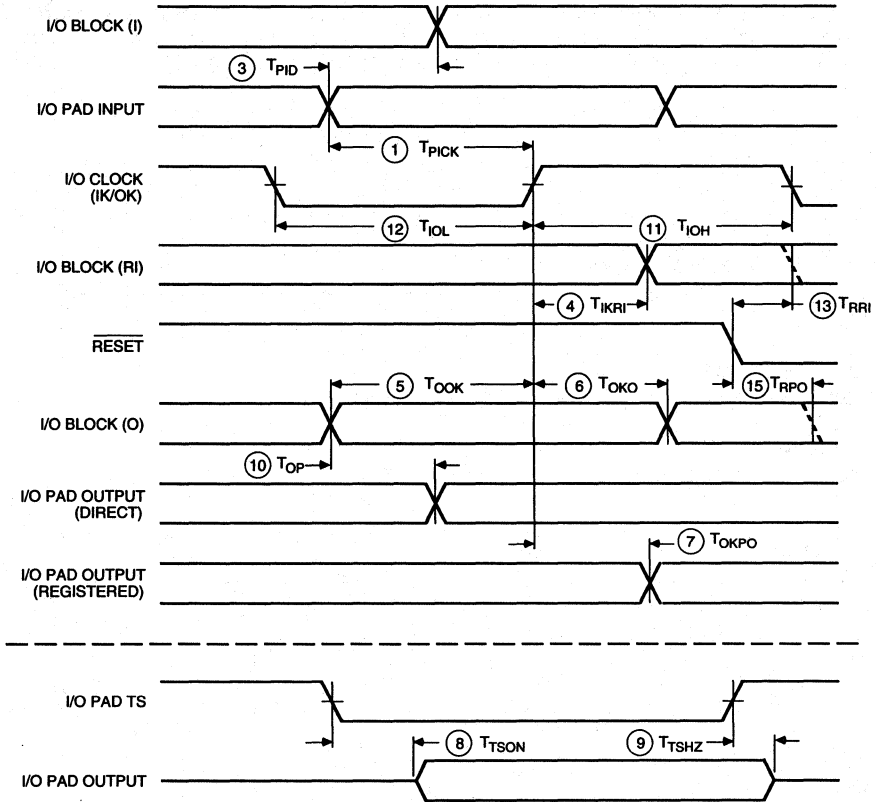 I/O BLOCK (I)
3 TPID
I/O PAD INPUT
1 TPICK
I/O CLOCK
(IK/OK)
12 TIOL
11 TIOH
I/O BLOCK (RI)
4 TIKRI
13 TRRI
RESET
5 TOOK
6 TOKO
15 TRPO
I/O BLOCK (O)
10 TOP
I/O PAD OUTPUT
(DIRECT)
7 TOKPO
I/O PAD OUTPUT
(REGISTERED)
I/O PAD TS
8 TTSON
9 TTSHZ
I/O PAD OUTPUT